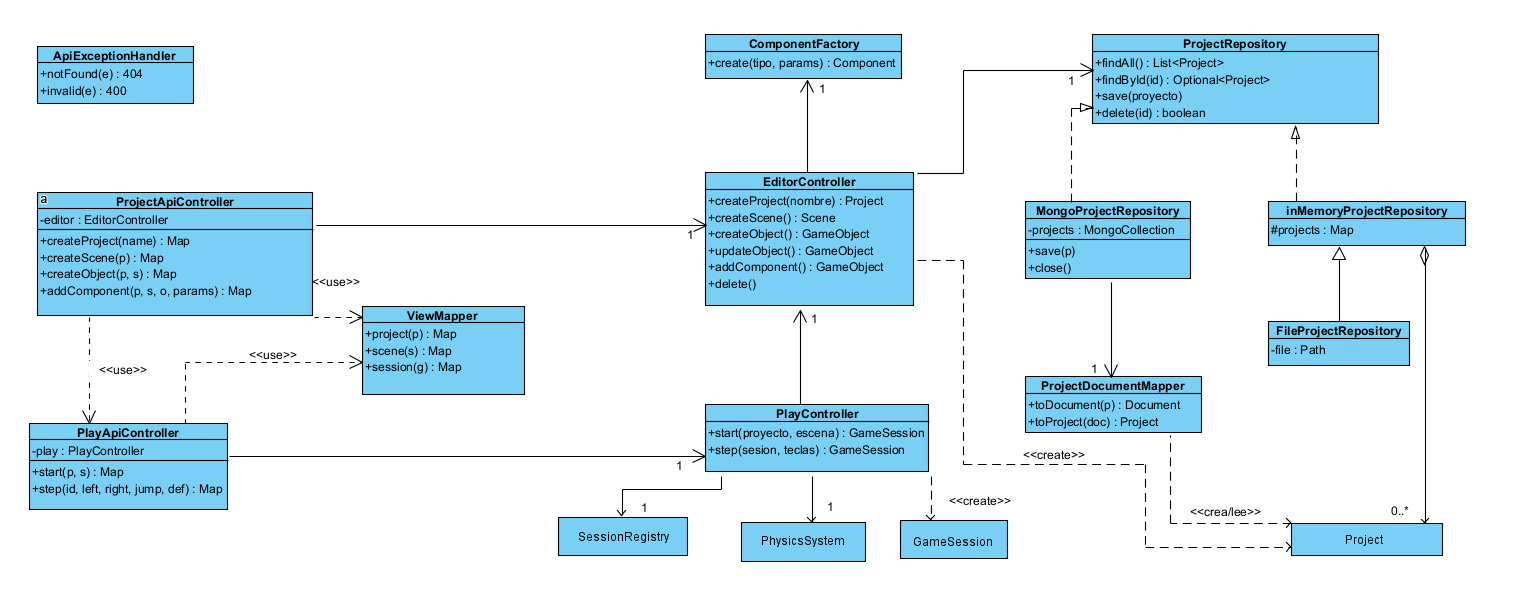 ApiExceptionHandler
+notFound(e) : 404
+invalid(e) : 400
ComponentFactory
+create(tipo, params) : Component
1
ProjectRepository
+findAll() : List<Project>
+findById(id) : Optional<Project>
+save(proyecto)
+delete(id) : boolean
1
a
ProjectApiController
-editor : EditorController
+createProject(name) : Map
+createScene(p) : Map
+createObject(p, s) : Map
+addComponent(p, s, o, params) : Map
1
EditorController
+createProject(nombre) : Project
+createScene() : Scene
+createObject() : GameObject
+updateObject() : GameObject
+addComponent() : GameObject
+delete()
1
MongoProjectRepository
-projects : MongoCollection
+save(p)
+close()
inMemoryProjectRepository
#projects : Map
<<use>>
ViewMapper
+project(p) : Map
+scene(s) : Map
+session(g) : Map
<<use>>
<<use>>
FileProjectRepository
-file : Path
1
ProjectDocumentMapper
+toDocument(p) : Document
+toProject(doc) : Project
PlayApiController
-play : PlayController
+start(p, s) : Map
+step(id, left, right, jump, def) : Map
1
PlayController
+start(proyecto, escena) : GameSession
+step(sesion, teclas) : GameSession
<<create>>
1
SessionRegistry
1
PhysicsSystem
<<create>>
GameSession
<<crea/lee>>
0..*
Project